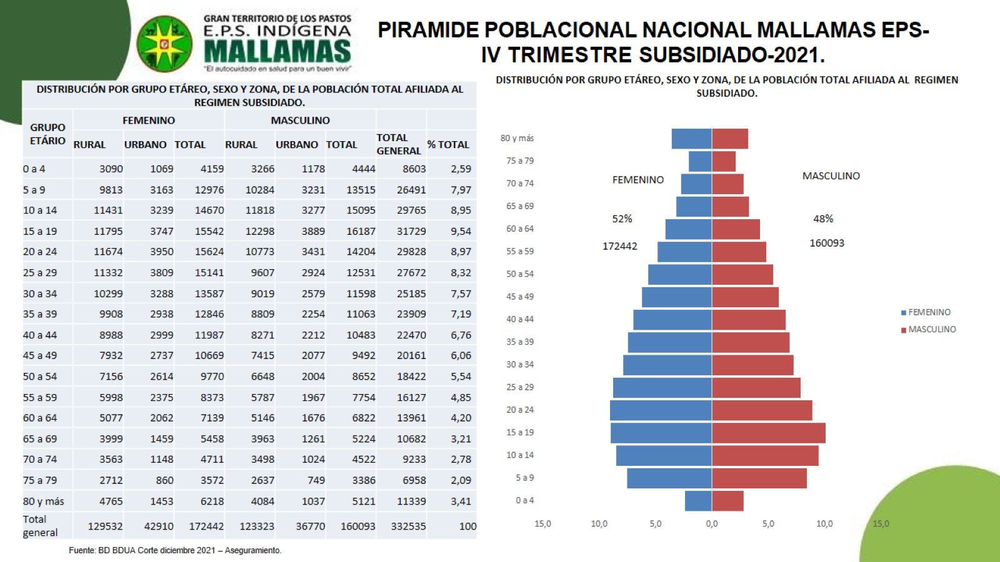 GRAN TERRITORIO DE LOS PASTOS
E.P.S. INDÍGENA
MALLAMAS
"El autocuidado en salud para un buen vivir"
PIRAMIDE POBLACIONAL NACIONAL MALLAMAS EPS-
IV TRIMESTRE SUBSIDIADO-2021.
DISTRIBUCIÓN POR GRUPO ETÁREO, SEXO Y ZONA, DE LA POBLACIÓN TOTAL AFILIADA AL
REGIMEN SUBSIDIADO.
GRUPO ETÁRIO FEMENINO MASCULINO
RURAL URBANO TOTAL RURAL URBANO TOTAL TOTAL GENERAL % TOTAL
0 a 4 3090 1069 4159 3266 1178 4444 8603 2,59
5 a 9 9813 3163 12976 10284 3231 13515 26491 7,97
10 a 14 11431 3239 14670 11818 3277 15095 29765 8,95
15 a 19 11795 3747 15542 12298 3889 16187 31729 9,54
20 a 24 11674 3950 15624 10773 3431 14204 29828 8,97
25 a 29 11332 3809 15141 9607 2924 12531 27672 8,32
30 a 34 10299 3288 13587 9019 2579 11598 25185 7,57
35 a 39 9908 2938 12846 8809 2254 11063 23909 7,19
40 a 44 8988 2999 11987 8271 2212 10483 22470 6,76
45 a 49 7932 2737 10669 7415 2077 9492 20161 6,06
50 a 54 7156 2614 9770 6648 2004 8652 18422 5,54
55 a 59 5998 2375 8373 5787 1967 7754 16127 4,85
60 a 64 5077 2062 7139 5146 1676 6822 13961 4,20
65 a 69 3999 1459 5458 3963 1261 5224 10682 3,21
70 a 74 3563 1148 4711 3498 1024 4522 9233 2,78
75 a 79 2712 860 3572 2637 749 3386 6958 2,09
80 y más 4765 1453 6218 4084 1037 5121 11339 3,41
Total general 129532 42910 172442 123323 36770 160093 332535 100
Fuente: BD BDUA Corte diciembre 2021 – Aseguramiento.
DISTRIBUCIÓN POR GRUPO ETÁREO, SEXO Y ZONA, DE LA POBLACIÓN TOTAL AFILIADA AL REGIMEN
SUBSIDIADO.
80 y más
75 a 79
70 a 74
65 a 69
60 a 64
55 a 59
50 a 54
45 a 49
40 a 44
35 a 39
30 a 34
25 a 29
20 a 24
15 a 19
10 a 14
5 a 9
0 a 4
FEMENINO
52%
172442
MASCULINO
48%
160093
FEMENINO
MASCULINO
15,0 10,0 5,0 0,0 5,0 10,0 15,0